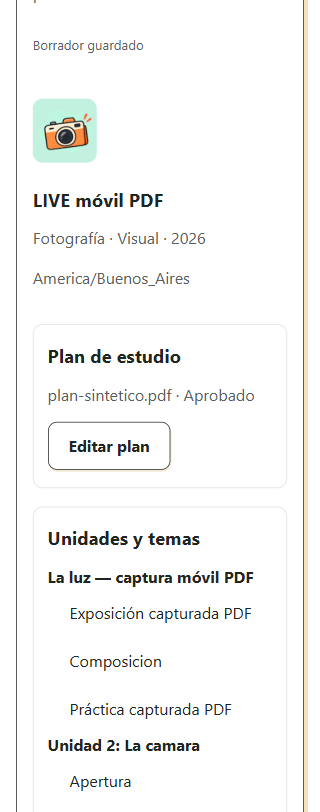 Borrador guardado
LIVE móvil PDF
Fotografía · Visual · 2026
America/Buenos_Aires
Plan de estudio
plan-sintetico.pdf · Aprobado
Editar plan
Unidades y temas
La luz — captura móvil PDF
Exposición capturada PDF
Composicion
Práctica capturada PDF
Unidad 2: La camara
Apertura